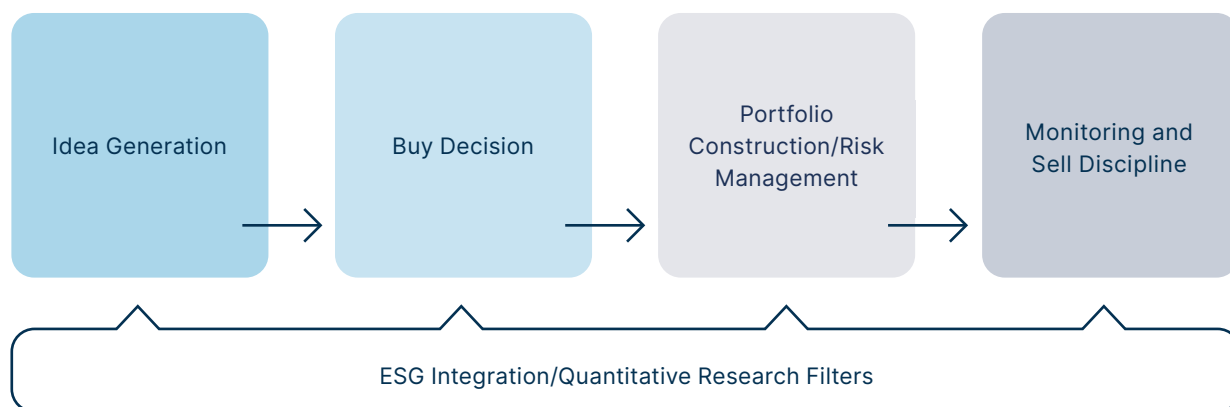 Idea Generation
Buy Decision
Portfolio
Construction/Risk
Management
Monitoring and
Sell Discipline
ESG Integration/Quantitative Research Filters